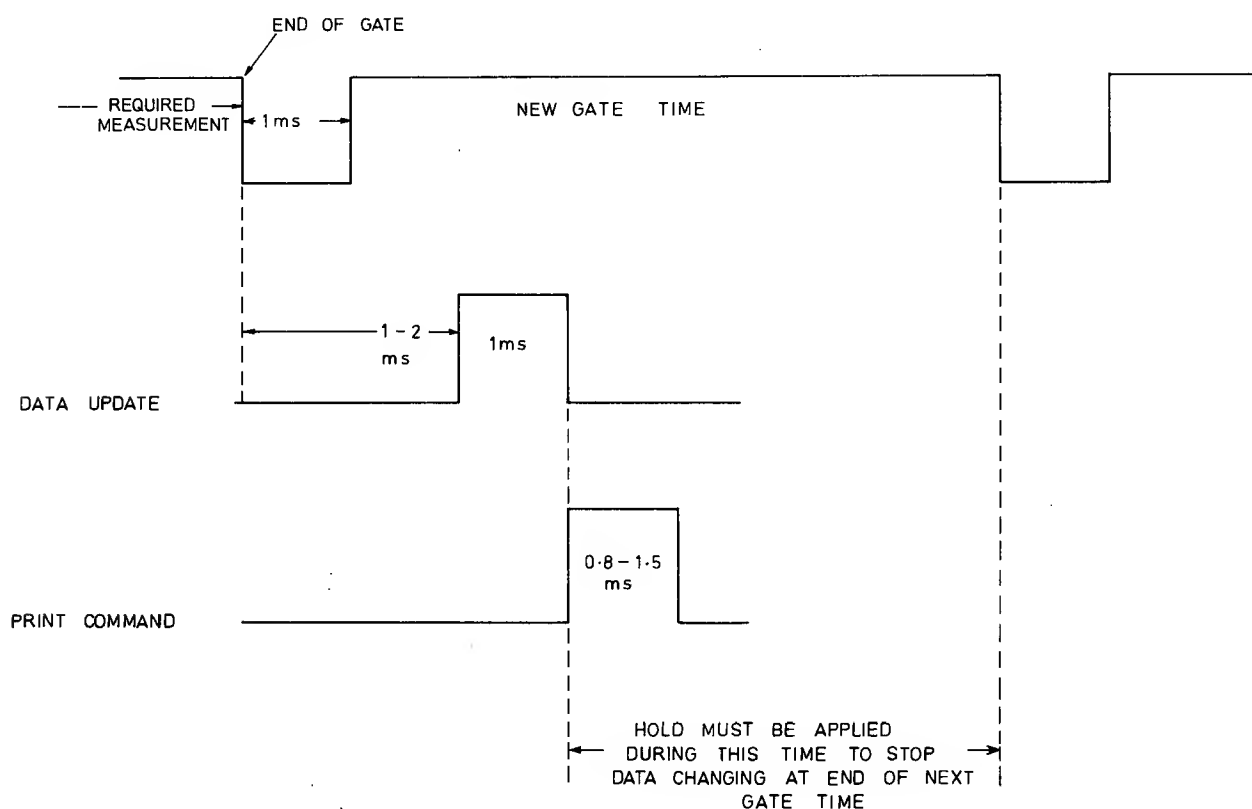 END OF GATE
REQUIRED
MEASUREMENT
1ms
NEW GATE TIME
1-2
ms
1ms
DATA UPDATE
0·8-1·5
ms
PRINT COMMAND
HOLD MUST BE APPLIED
DURING THIS TIME TO STOP
DATA CHANGING AT END OF NEXT
GATE TIME